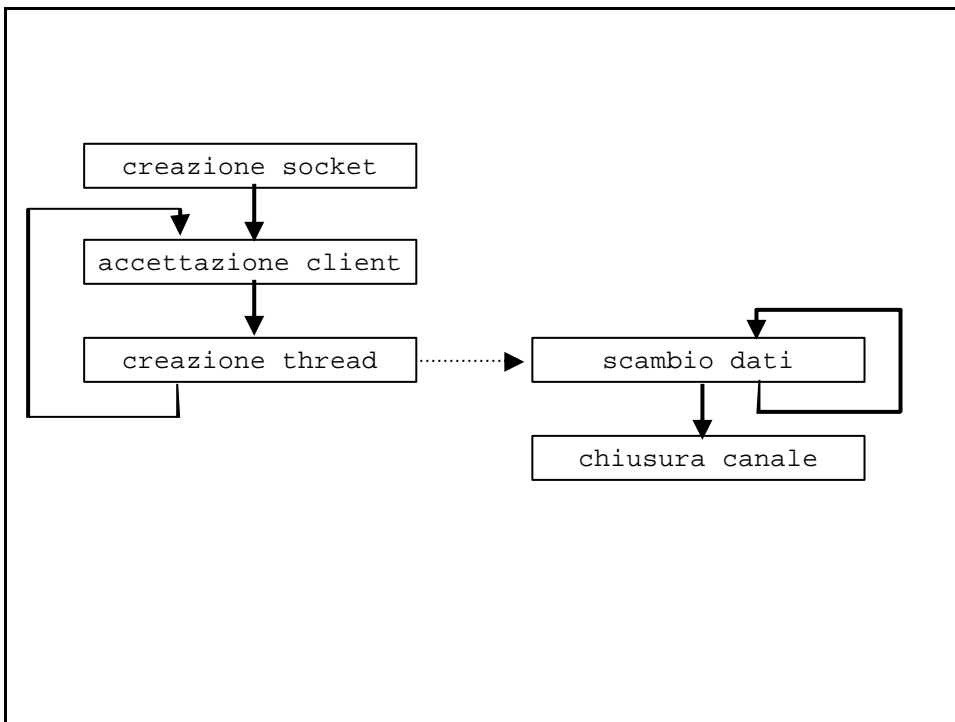 creazione socket
accettazione client
creazione thread
scambio dati
chiusura canale